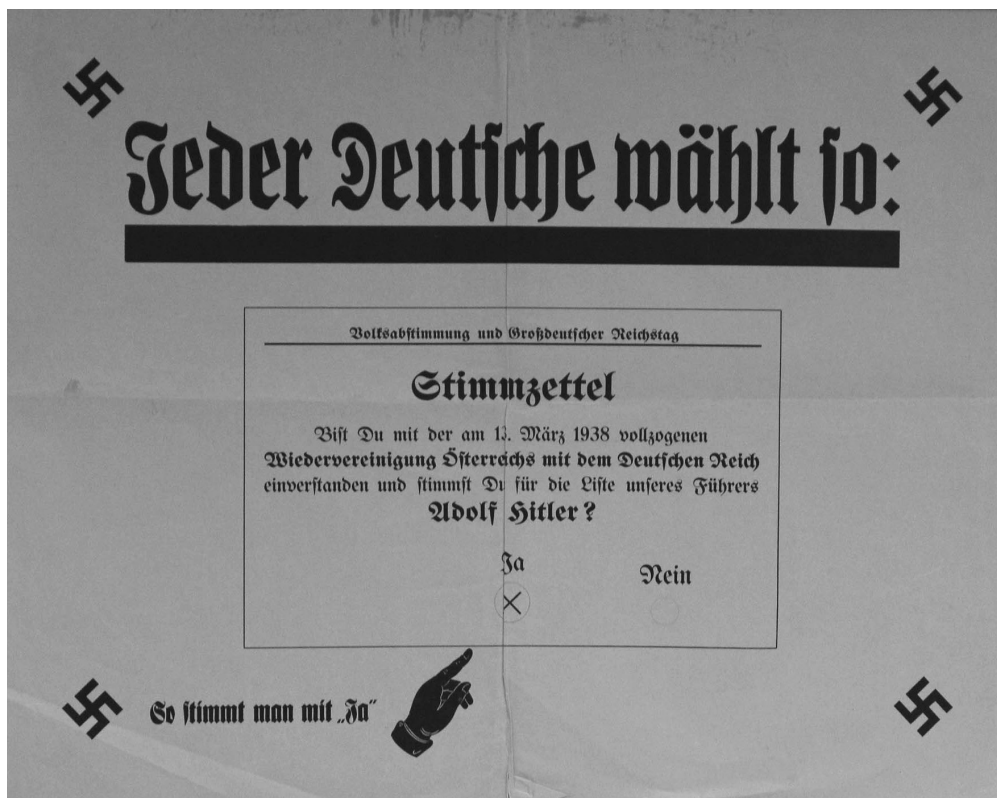 Jeder Deutsche wählt so:
Volksabstimmung und Großdeutscher Reichstag
Stimmzettel
Bist Du mit der am 13. März 1938 vollzogenen
Wiedervereinigung Österreichs mit dem Deutschen Reich
einverstanden und stimmst Du für die Liste unseres Führers
Adolf Hitler?
Ja
Nein
So stimmt man mit „Ja“